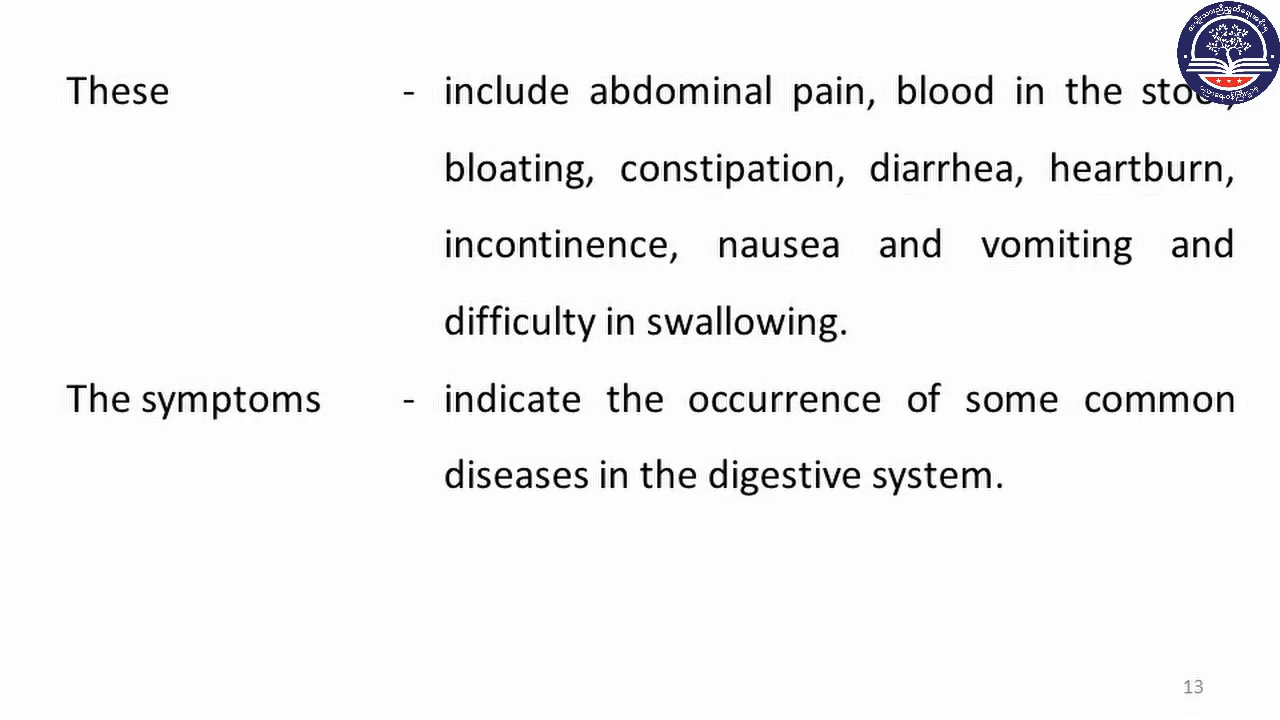 These - include abdominal pain, blood in the
bloating, constipation, diarrhea, heartburn,
incontinence, nausea and vomiting and
difficulty in swallowing.
The symptoms - indicate the occurrence of some common
diseases in the digestive system.
13